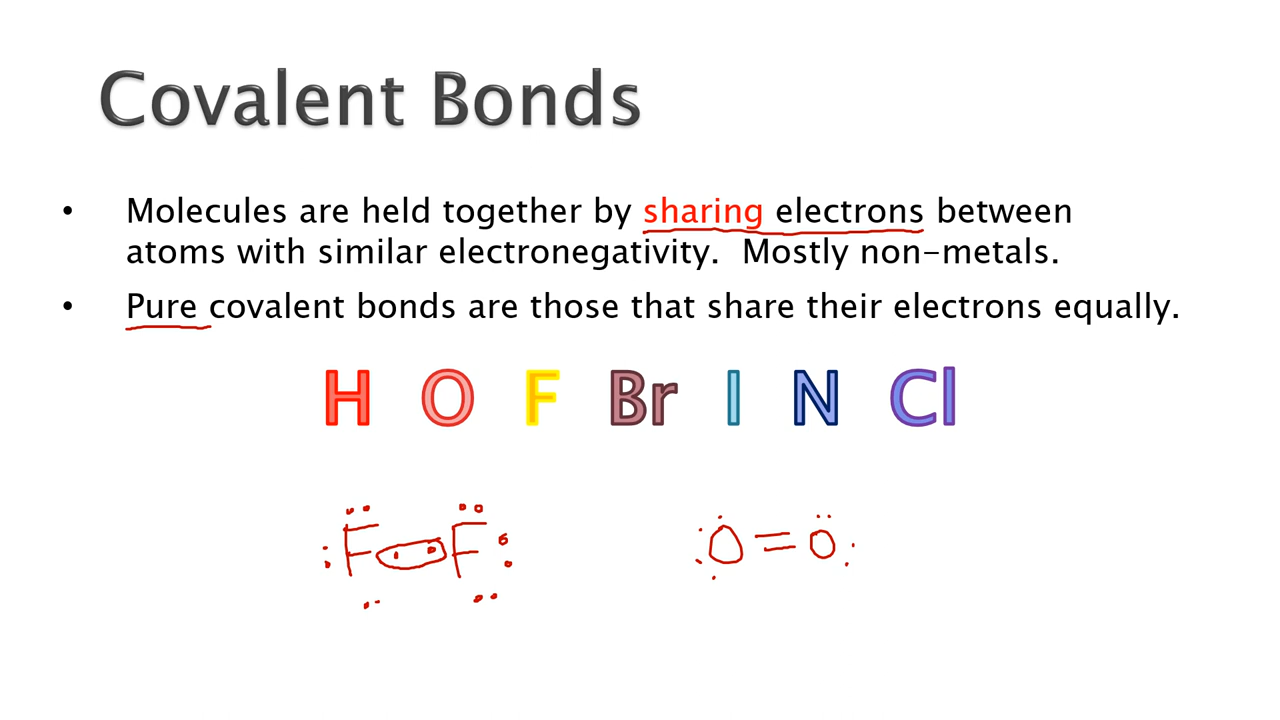 Covalent Bonds
• Molecules are held together by sharing electrons between
atoms with similar electronegativity. Mostly non-metals.
• Pure covalent bonds are those that share their electrons equally.
H O F Br I N Cl
F F O = O